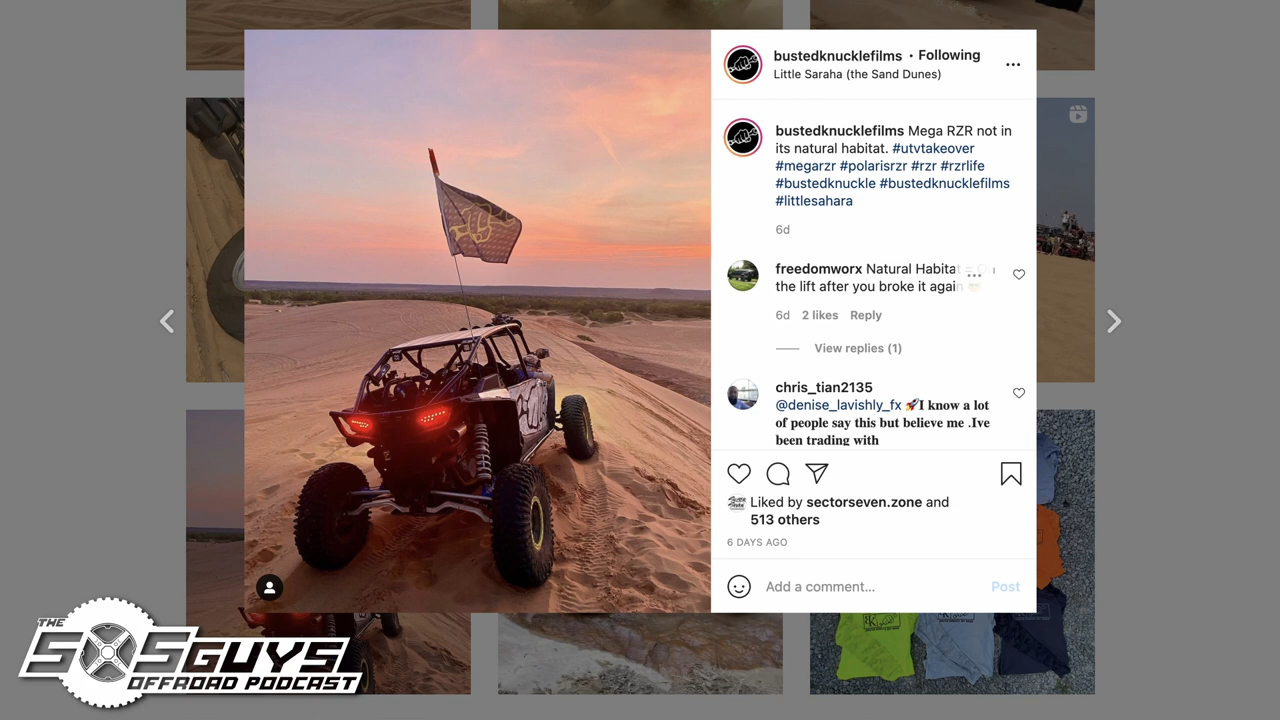 bustedknucklefilms • Following
Little Saraha (the Sand Dunes)
bustedknucklefilms Mega RZR not in
its natural habitat. #utvtakeover
#megarzr #polarisrzr #rzr #rzrlife
#bustedknuckle #bustedknucklefilms
#littlesahara
6d
freedomworx Natural Habitat =
the lift after you broke it again
6d 2 likes Reply
View replies (1)
chris_tian2135
@denise_lavishly_fx 🚀I know a lot
of people say this but believe me .Ive
been trading with
Liked by sectorseven.zone and
513 others
6 DAYS AGO
Add a comment... Post
THE
SOSGUYS
OFFROAD PODCAST